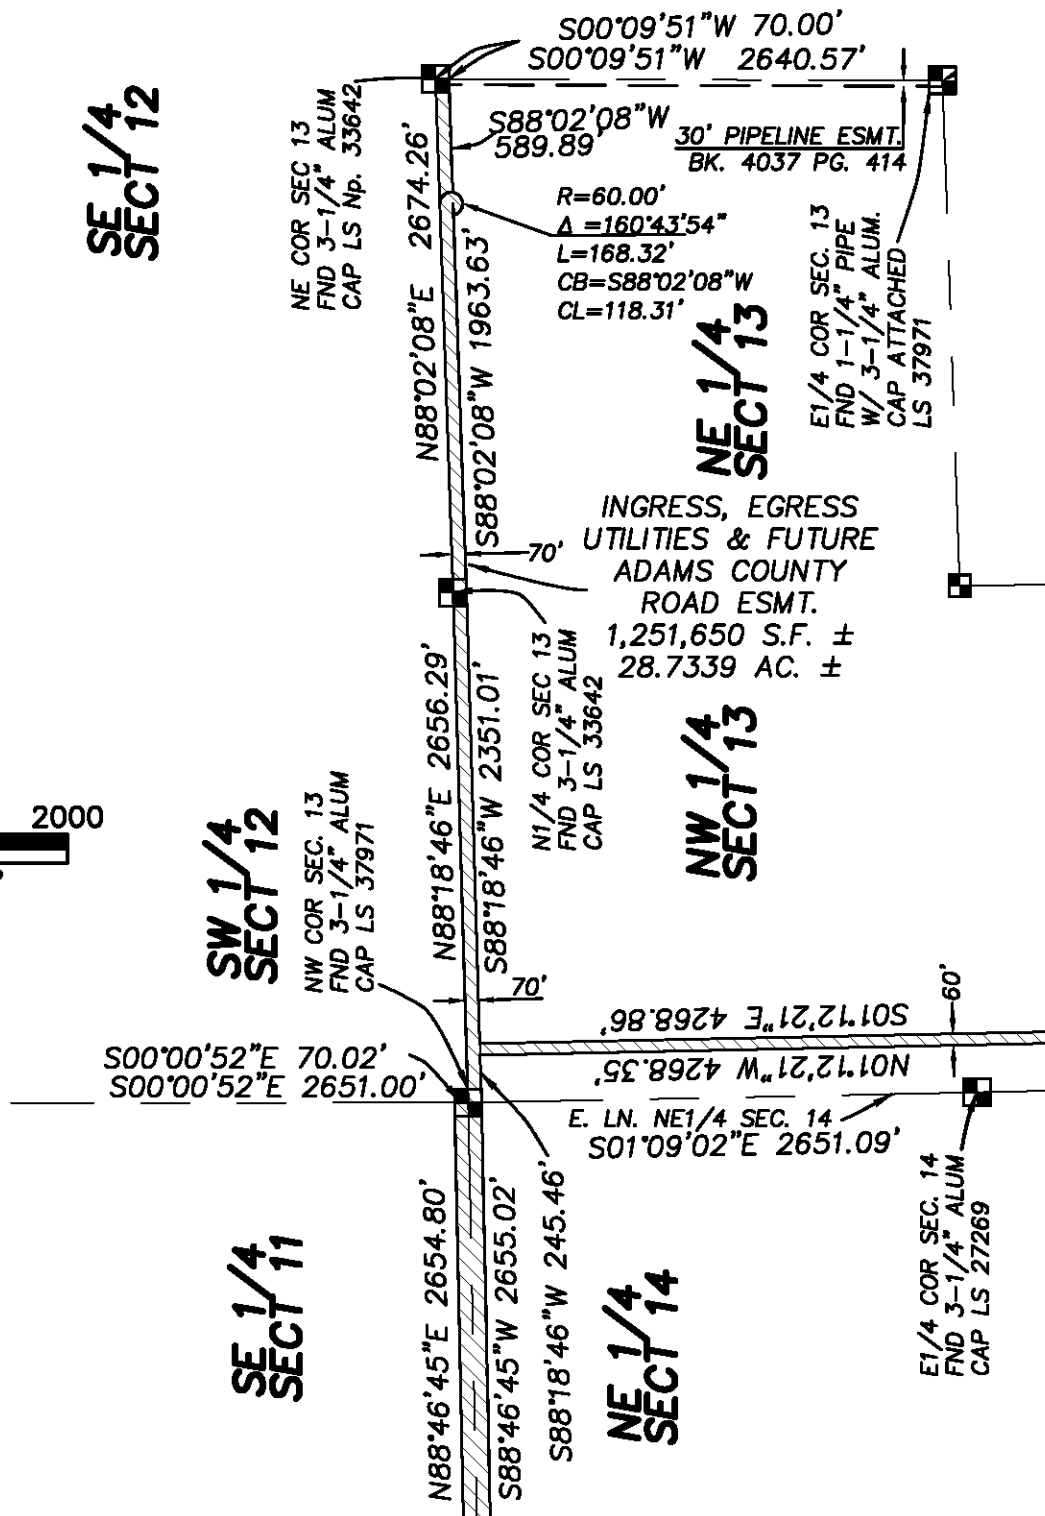 S00°09'51"W 70.00'
S00°09'51"W 2640.57'
SE 1/4
SECT 12
NE COR SEC 13
FND 3-1/4" ALUM
CAP LS Np. 33642
N88°02'08"E 2674.26'
S88°02'08"W
589.89'
30' PIPELINE ESMT.
BK. 4037 PG. 414
R=60.00'
Δ =160°43'54"
L=168.32'
CB=S88°02'08"W
CL=118.31'
S88°02'08"W 1963.63'
NE 1/4
SECT 13
E1/4 COR SEC. 13
FND 1-1/4" PIPE
W/ 3-1/4" ALUM.
CAP ATTACHED
LS 37971
70'
INGRESS, EGRESS
UTILITIES & FUTURE
ADAMS COUNTY
ROAD ESMT.
1,251,650 S.F. ±
28.7339 AC. ±
N1/4 COR SEC 13
FND 3-1/4" ALUM
CAP LS 33642
N88°18'46"E 2656.29'
S88°18'46"W 2351.01'
NW 1/4
SECT 13
2000
SW 1/4
SECT 12
NW COR SEC. 13
FND 3-1/4" ALUM
CAP LS 37971
70'
S01°12'21"E 4268.86'
60'
N01°12'21"W 4268.35'
S00°00'52"E 70.02'
S00°00'52"E 2651.00'
E. LN. NE1/4 SEC. 14
S01°09'02"E 2651.09'
E1/4 COR SEC. 14
FND 3-1/4" ALUM
CAP LS 27269
SE 1/4
SECT 11
N88°46'45"E 2654.80'
S88°46'45"W 2655.02'
S88°18'46"W 245.46'
NE 1/4
SECT 14